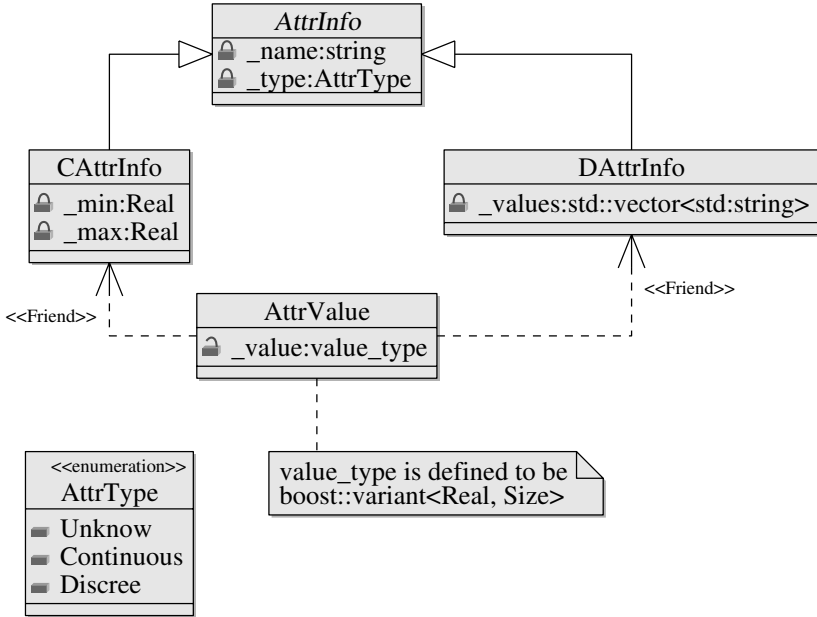 AttrInfo
_name:string
_type:AttrType
CAttrInfo
_min:Real
_max:Real
DAttrInfo
_values:std::vector<std:string>
<<Friend>>
<<Friend>>
AttrValue
_value:value_type
<<enumeration>>
AttrType
Unknow
Continuous
Discree
value_type is defined to be
boost::variant<Real, Size>